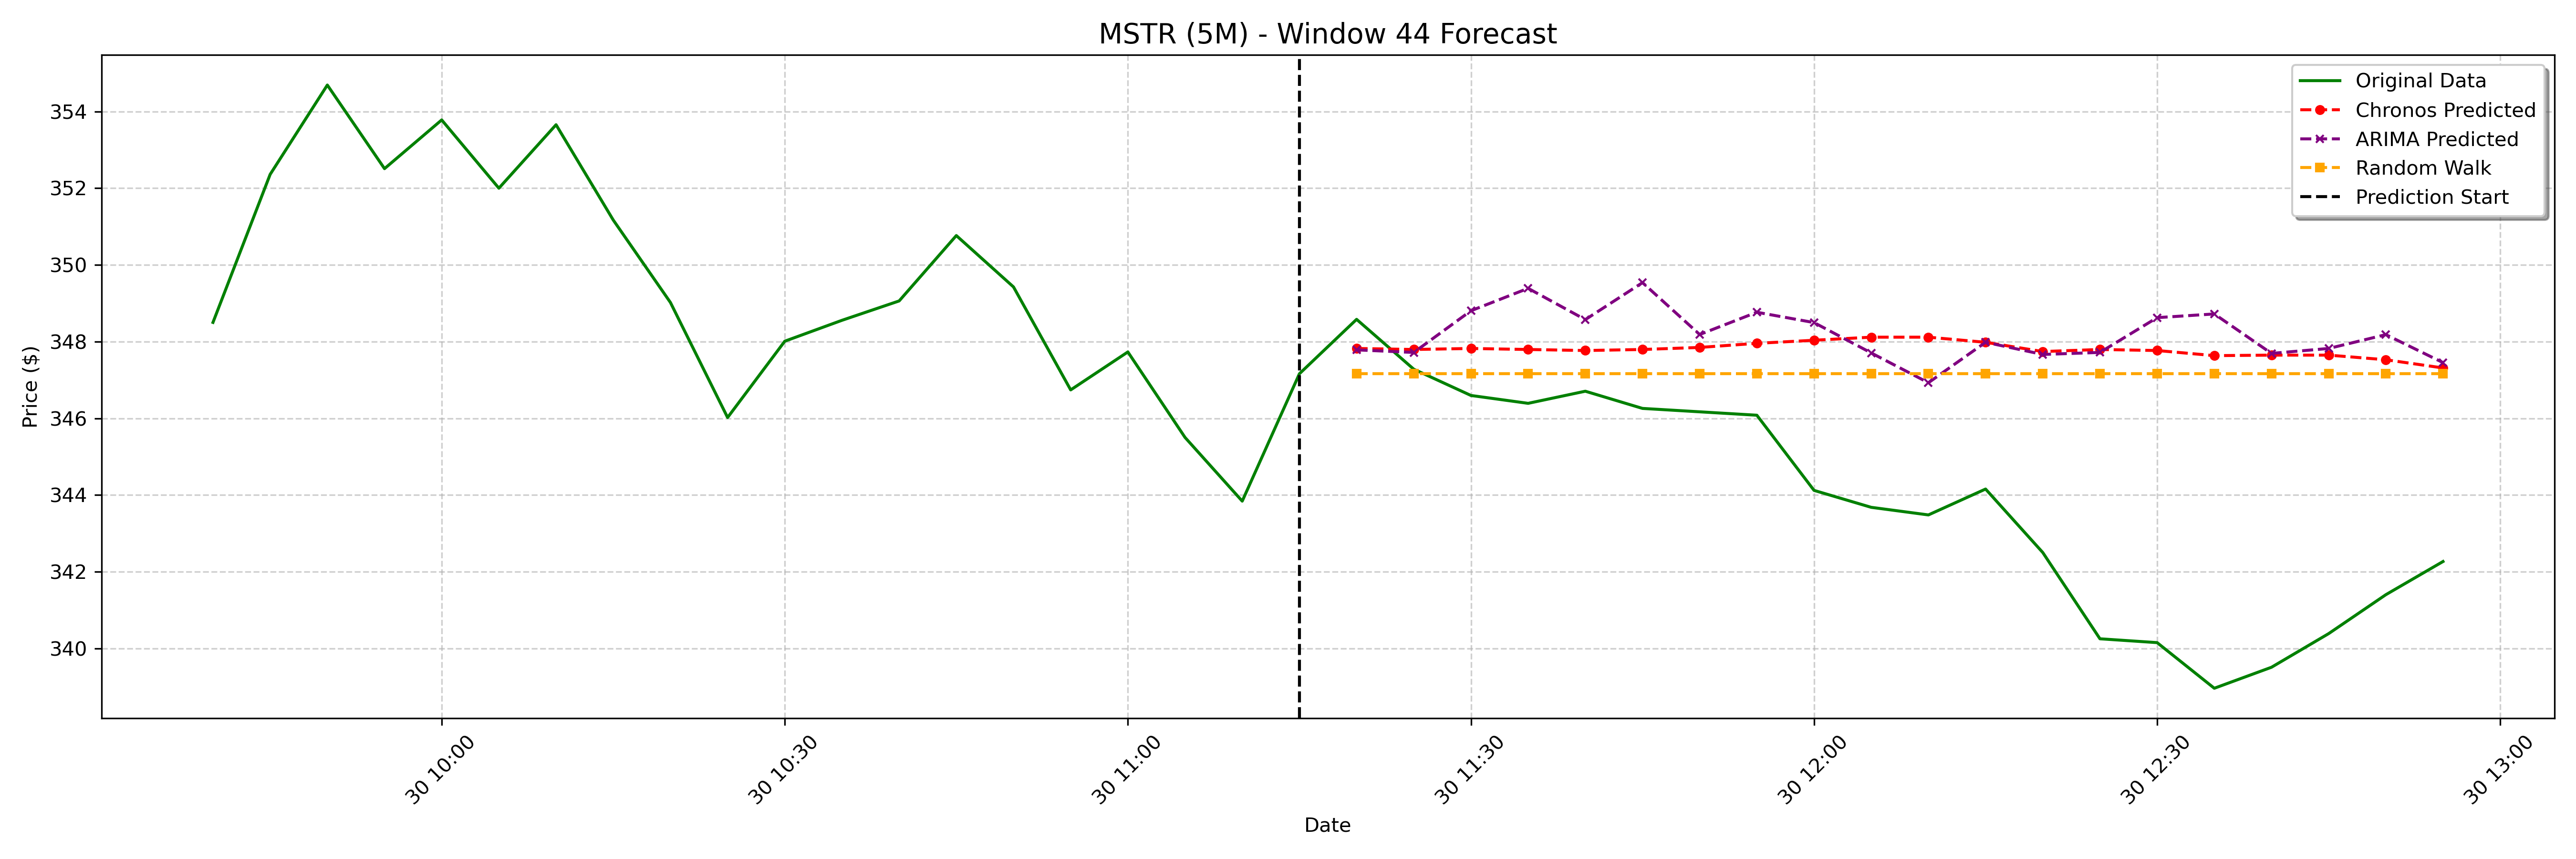 MSTR (5M) - Window 44 Forecast
Price ($)
354
352
350
348
346
344
342
340
Original Data
Chronos Predicted
ARIMA Predicted
Random Walk
Prediction Start
30 10:00
30 10:30
30 11:00
30 11:30
30 12:00
30 12:30
30 13:00
Date